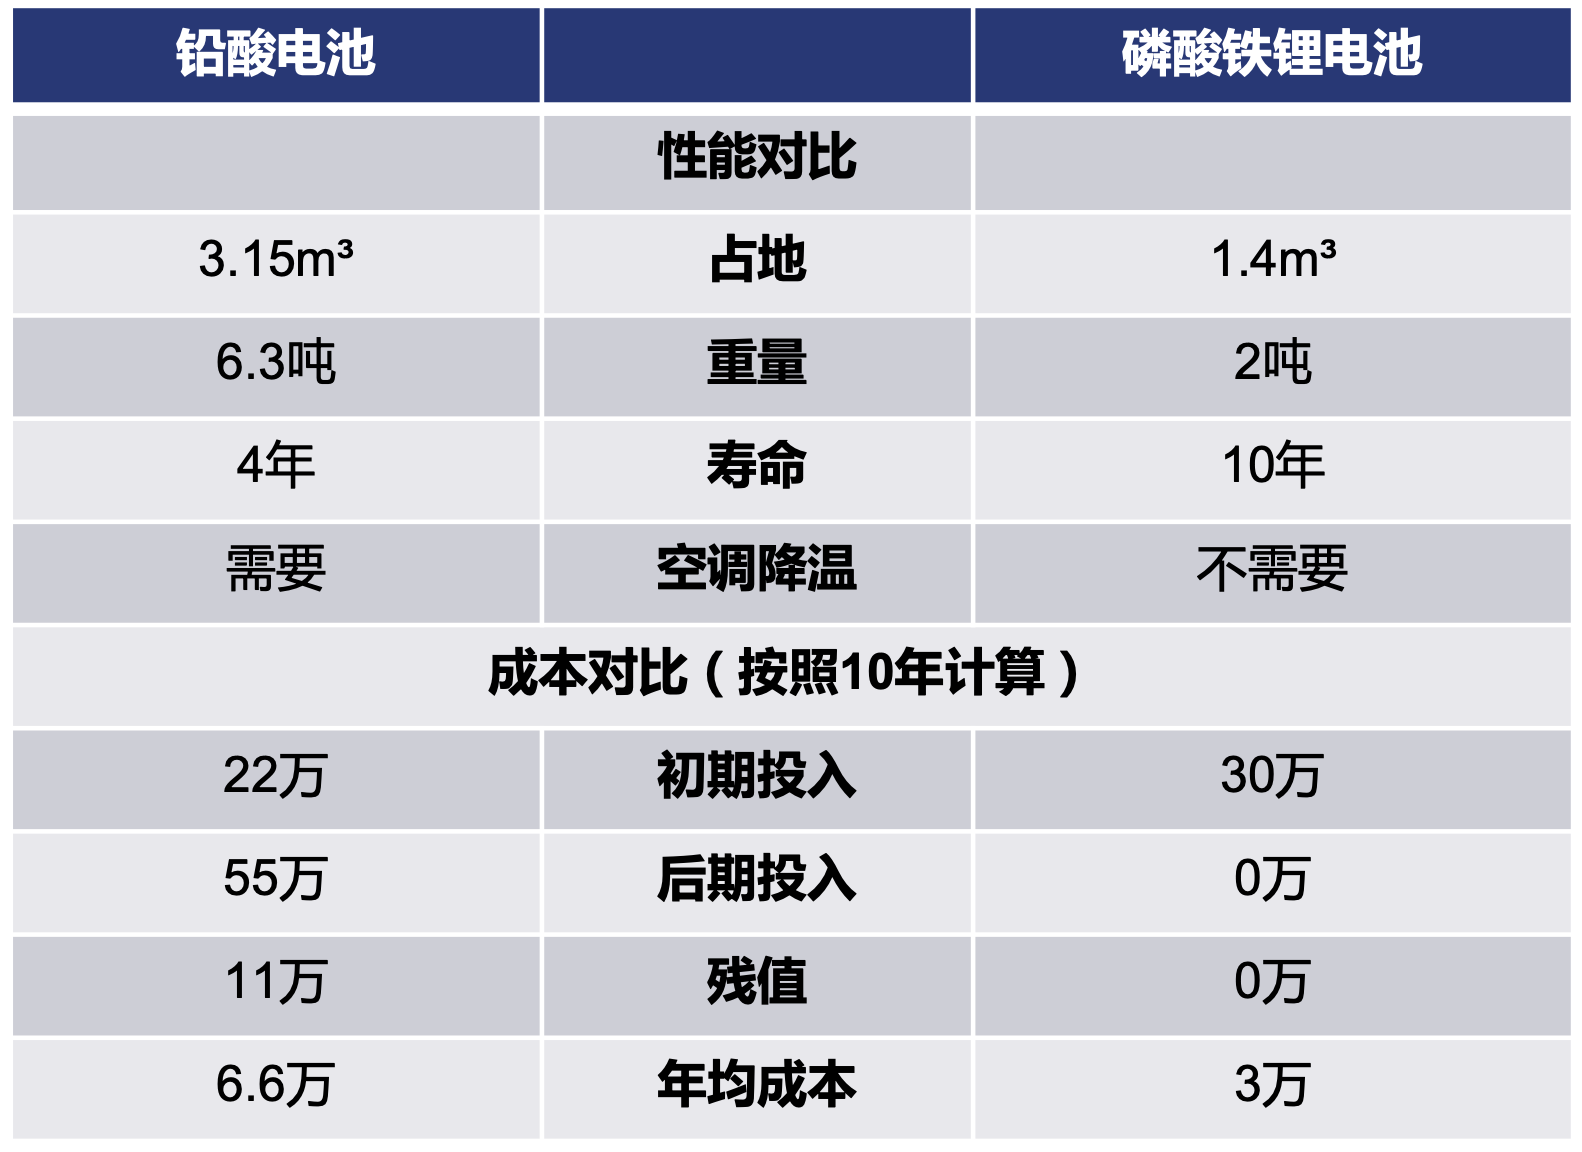 铅酸电池 磷酸铁锂电池
性能对比
3.15m³ 占地 1.4m³
6.3吨 重量 2吨
4年 寿命 10年
需要 空调降温 不需要
成本对比（按照10年计算）
22万 初期投入 30万
55万 后期投入 0万
11万 残值 0万
6.6万 年均成本 3万